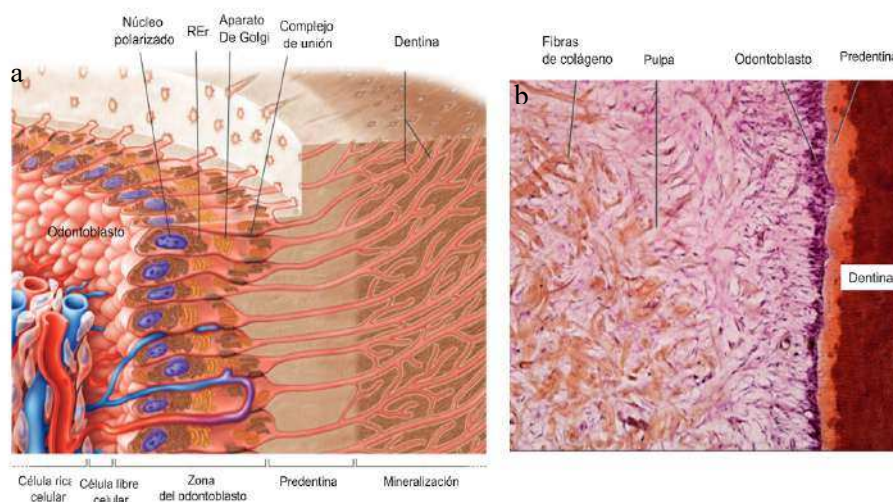 a
Núcleo
polarizado
REr.
Aparato
De Golgi
Complejo
de unión
Dentina
Odontoblasto
Célula rica
celular
Célula libre
celular
Zona
del odontoblasto
Predentina
Mineralización
b
Fibras
de colágeno
Pulpa
Odontoblasto
Predentina
Dentina